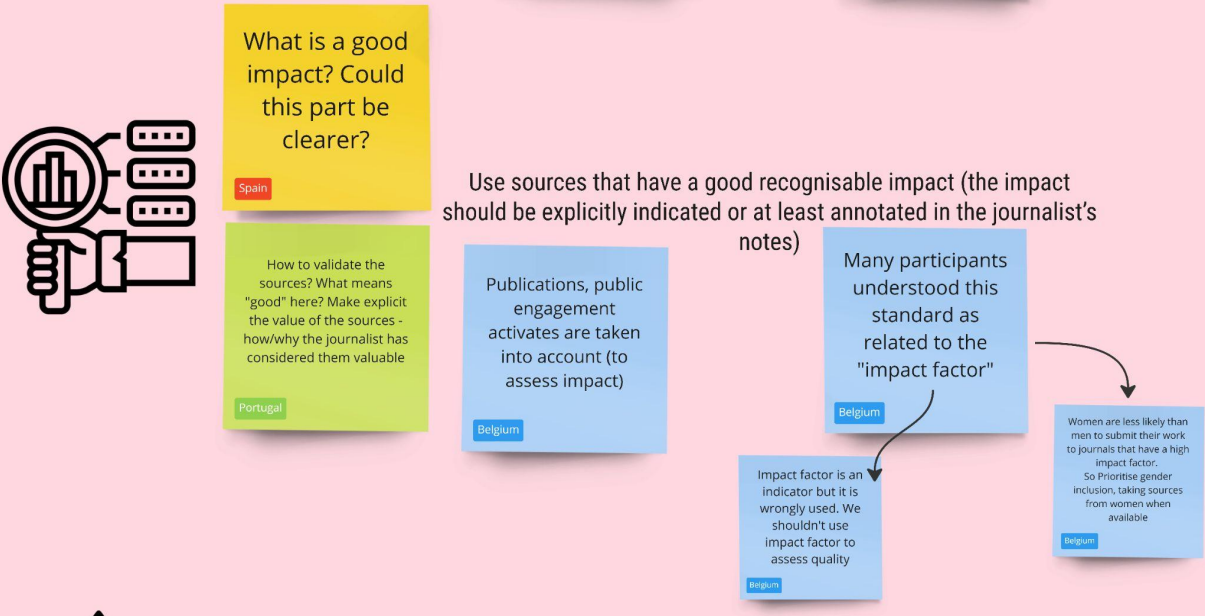 What is a good
impact? Could
this part be
clearer?
Spain
Use sources that have a good recognisable impact (the impact
should be explicitly indicated or at least annotated in the journalist's
notes)
How to validate the
sources? What means
"good" here? Make explicit
the value of the sources -
how/why the journalist has
considered them valuable
Portugal
Publications, public
engagement
activates are taken
into account (to
assess impact)
Belgium
Many participants
understood this
standard as
related to the
"impact factor"
Belgium
Impact factor is an
indicator but it is
wrongly used. We
shouldn't use
impact factor to
assess quality
Belgium
Women are less likely than
men to submit their work
to journals that have a high
impact factor.
So Prioritise gender
inclusion, taking sources
from women when
available
Belgium